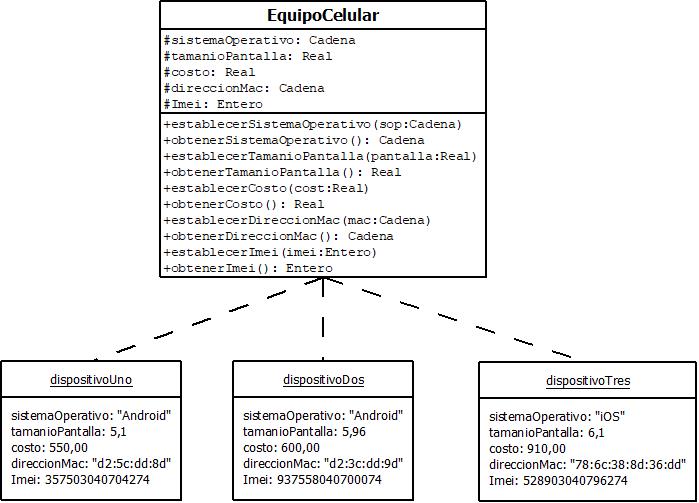 EquipoCelular
#sistemaOperativo: Cadena
#tamanioPantalla: Real
#costo: Real
#direccionMac: Cadena
#Imei: Entero
+establecerSistemaOperativo(sop:Cadena)
+obtenerSistemaOperativo(): Cadena
+establecerTamanioPantalla(pantalla:Real)
+obtenerTamanioPantalla(): Real
+establecerCosto(cost:Real)
+obtenerCosto(): Real
+establecerDireccionMac(mac:Cadena)
+obtenerDireccionMac(): Cadena
+establecerImei(imei:Entero)
+obtenerImei(): Entero
dispositivoUno
sistemaOperativo: "Android"
tamanioPantalla: 5,1
costo: 550,00
direccionMac: "d2:5c:dd:8d"
Imei: 357503040704274
dispositivoDos
sistemaOperativo: "Android"
tamanioPantalla: 5,96
costo: 600,00
direccionMac: "d2:3c:dd:9d"
Imei: 937558040700074
dispositivoTres
sistemaOperativo: "iOS"
tamanioPantalla: 6,1
costo: 910,00
direccionMac: "78:6c:38:8d:36:dd"
Imei: 528903040796274